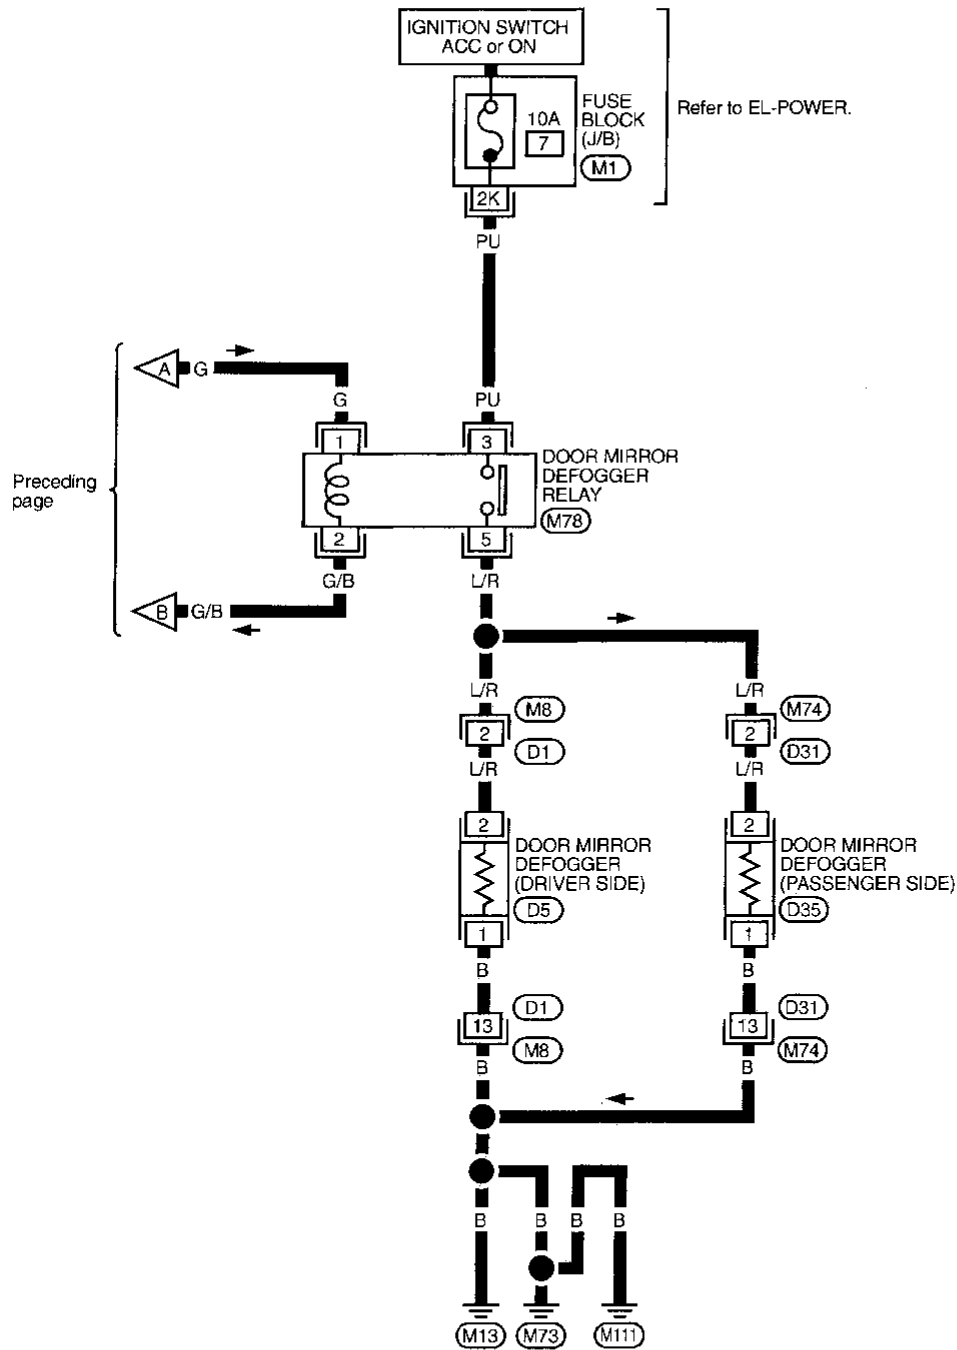 IGNITION SWITCH
ACC or ON
Refer to EL-POWER.
10A
7
FUSE
BLOCK
(J/B)
M1
2K
PU
A
G
G
PU
1
3
Preceding
page
DOOR MIRROR
DEFOGGER
RELAY
M78
2
5
G/B
L/R
B
G/B
L/R
L/R
M8
M74
2
2
D1
D31
L/R
L/R
2
2
DOOR MIRROR
DEFOGGER
(DRIVER SIDE)
D5
DOOR MIRROR
DEFOGGER
(PASSENGER SIDE)
D35
1
1
B
B
D1
D31
13
13
M8
M74
B
B
B
B
B
B
M13
M73
M111